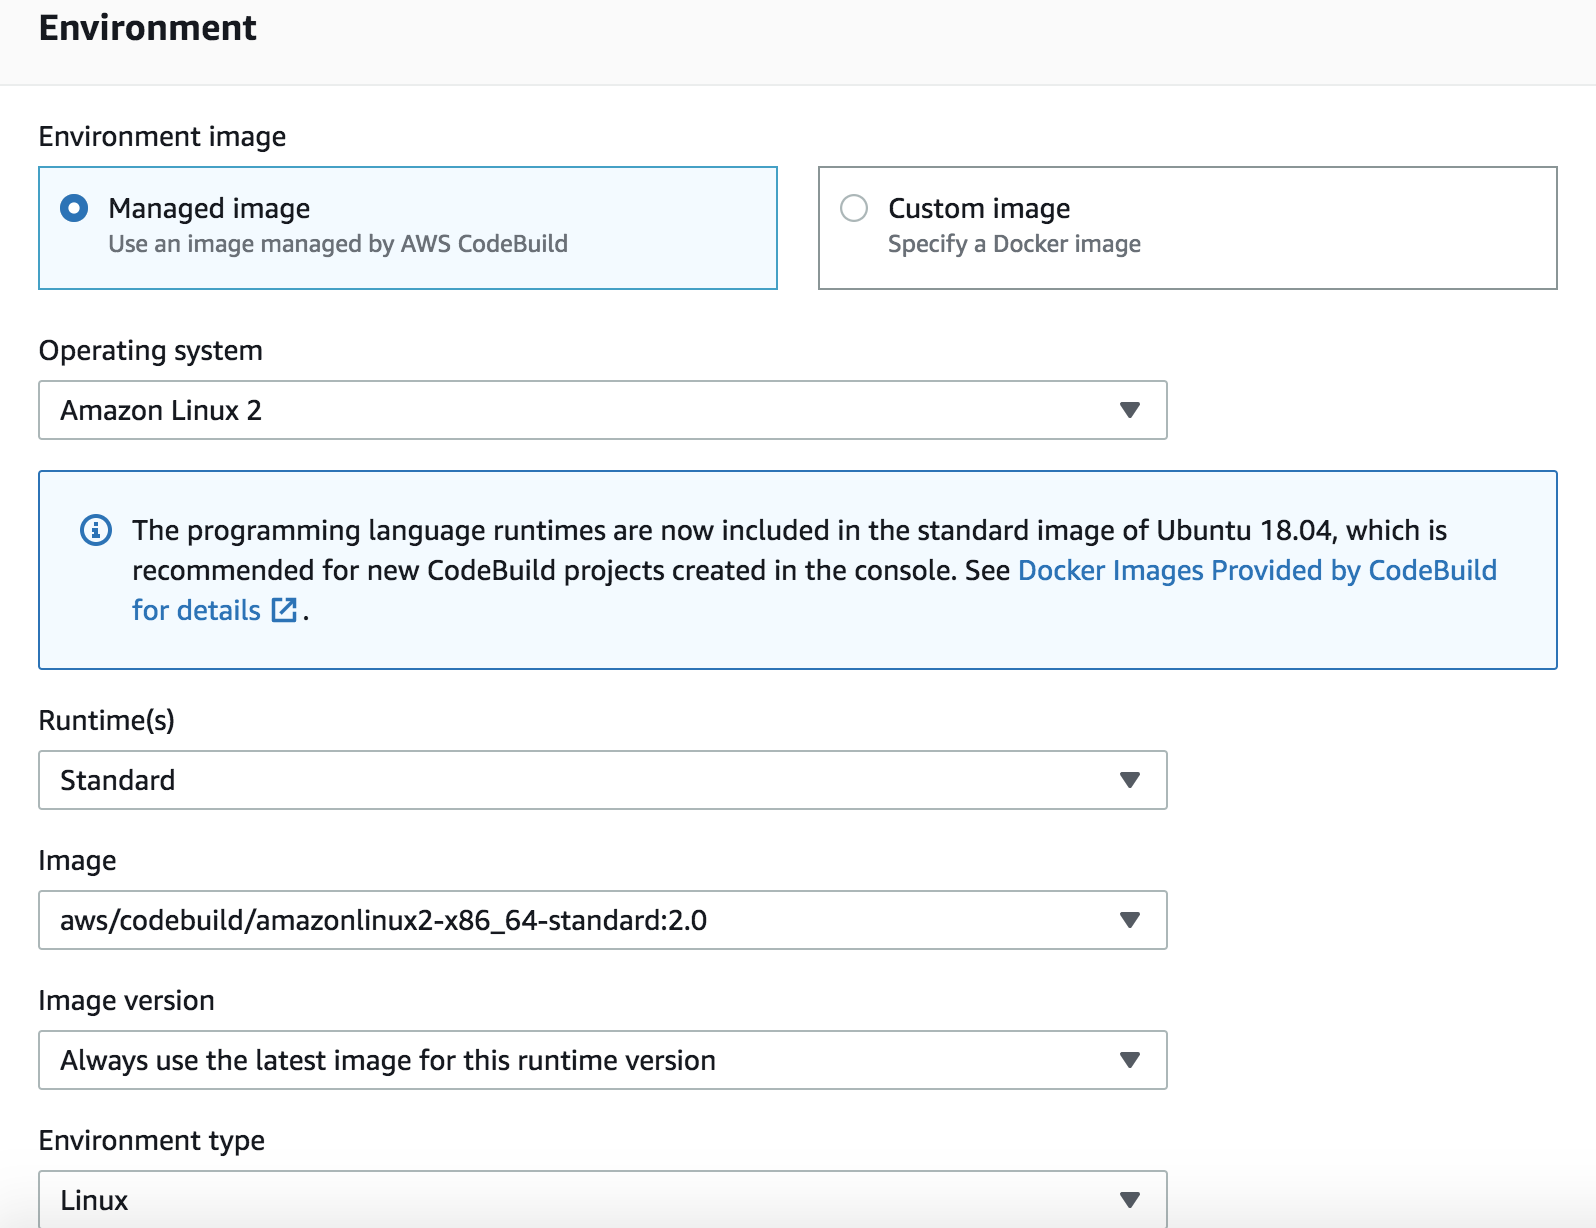 Environment
Environment image
Managed image
Use an image managed by AWS CodeBuild
Custom image
Specify a Docker image
Operating system
Amazon Linux 2
The programming language runtimes are now included in the standard image of Ubuntu 18.04, which is
recommended for new CodeBuild projects created in the console. See Docker Images Provided by CodeBuild
for details .
Runtime(s)
Standard
Image
aws/codebuild/amazonlinux2-x86_64-standard:2.0
Image version
Always use the latest image for this runtime version
Environment type
Linux